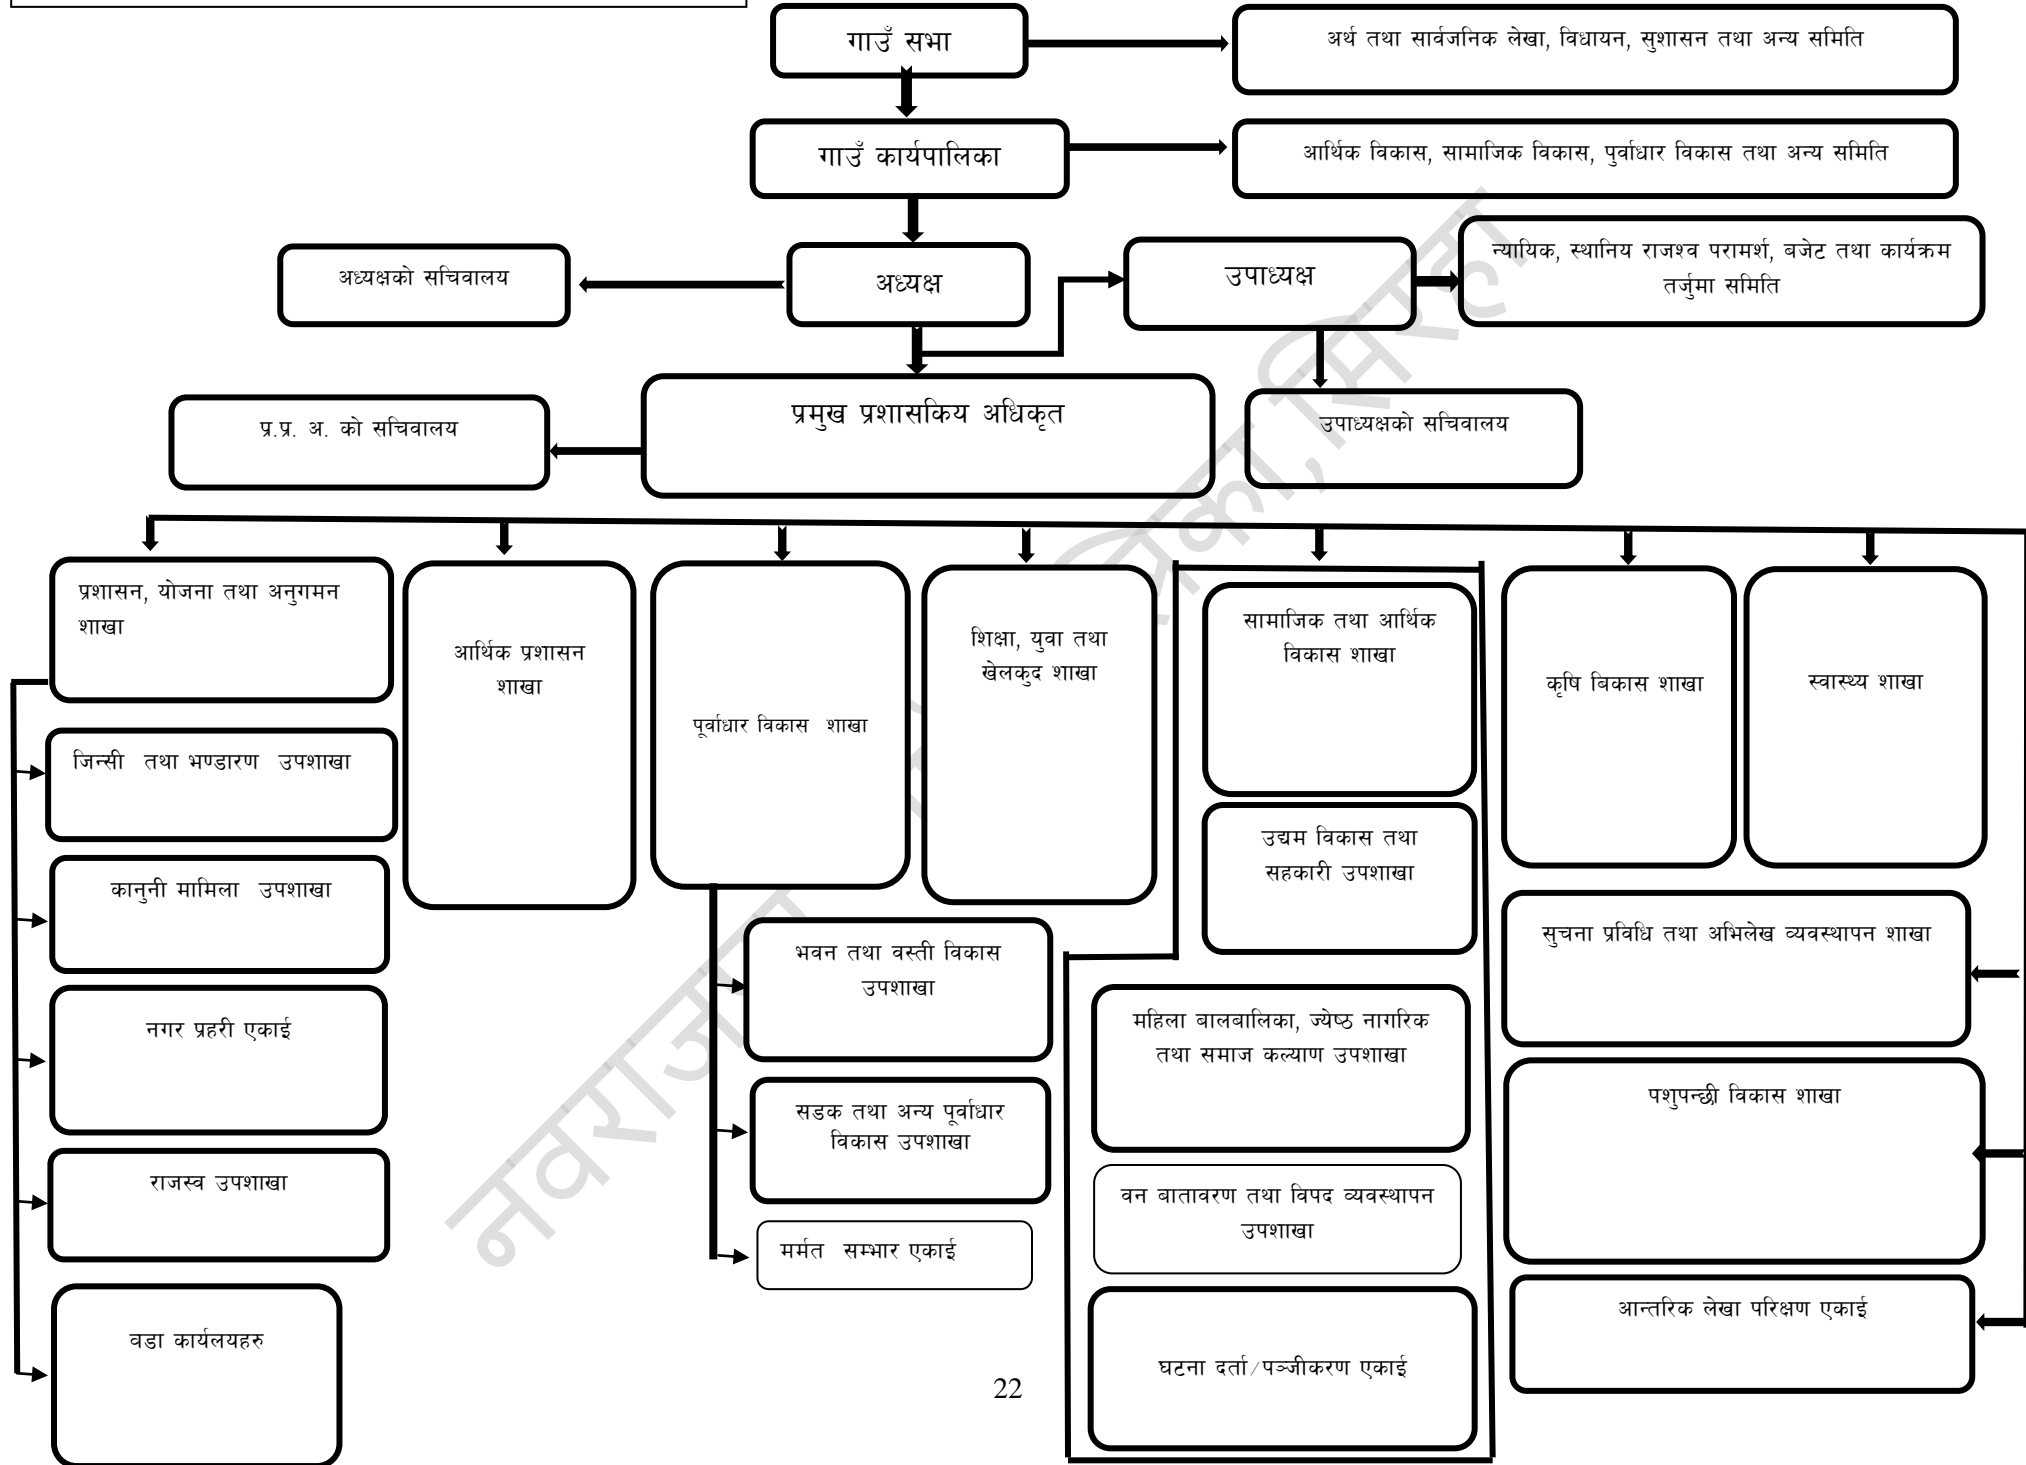 गाउँ सभा
अर्थ तथा सार्वजनिक लेखा, विधायन, सुशासन तथा अन्य समिति
गाउँ कार्यपालिका
आर्थिक विकास, सामाजिक विकास, पुर्वाधार विकास तथा अन्य समिति
अध्यक्षको सचिवालय
अध्यक्ष
उपाध्यक्ष
न्यायिक, स्थानिय राजश्व परामर्श, बजेट तथा कार्यक्रम
तर्जुमा समिति
प्र.प्र. अ. को सचिवालय
प्रमुख प्रशासकिय अधिकृत
उपाध्यक्षको सचिवालय
प्रशासन, योजना तथा अनुगमन
शाखा
आर्थिक प्रशासन
शाखा
पूर्वाधार विकास शाखा
शिक्षा, युवा तथा
खेलकुद शाखा
सामाजिक तथा आर्थिक
विकास शाखा
कृषि बिकास शाखा
स्वास्थ्य शाखा
जिन्सी तथा भण्डारण उपशाखा
कानुनी मामिला उपशाखा
नगर प्रहरी एकाई
राजस्व उपशाखा
वडा कार्यलयहरु
भवन तथा वस्ती विकास
उपशाखा
सडक तथा अन्य पूर्वाधार
विकास उपशाखा
मर्मत सम्भार एकाई
उद्यम विकास तथा
सहकारी उपशाखा
महिला बालबालिका, ज्येष्ठ नागरिक
तथा समाज कल्याण उपशाखा
वन बातावरण तथा विपद व्यवस्थापन
उपशाखा
घटना दर्ता/पञ्जीकरण एकाई
सुचना प्रविधि तथा अभिलेख व्यवस्थापन शाखा
पशुपन्छी विकास शाखा
आन्तरिक लेखा परिक्षण एकाई
22